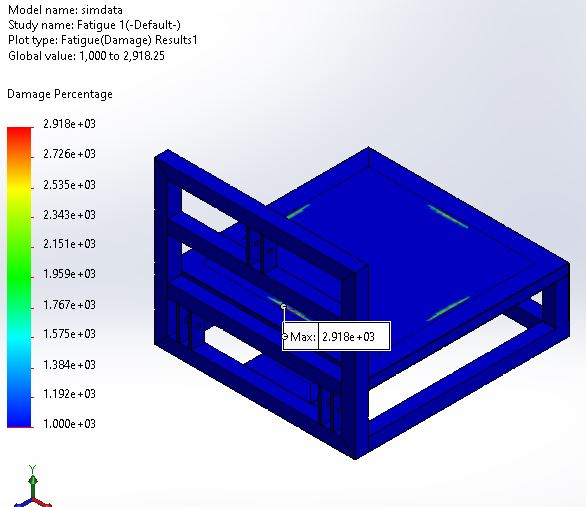 Model name: simdata
Study name: Fatigue 1(-Default-)
Plot type: Fatigue(Damage) Results1
Global value: 1,000 to 2,918.25
Damage Percentage
2.918e+03
2.726e+03
2.535e+03
2.343e+03
2.151e+03
1.959e+03
1.767e+03
1.575e+03
1.384e+03
1.192e+03
1.000e+03
Max: 2.918e+03
Y